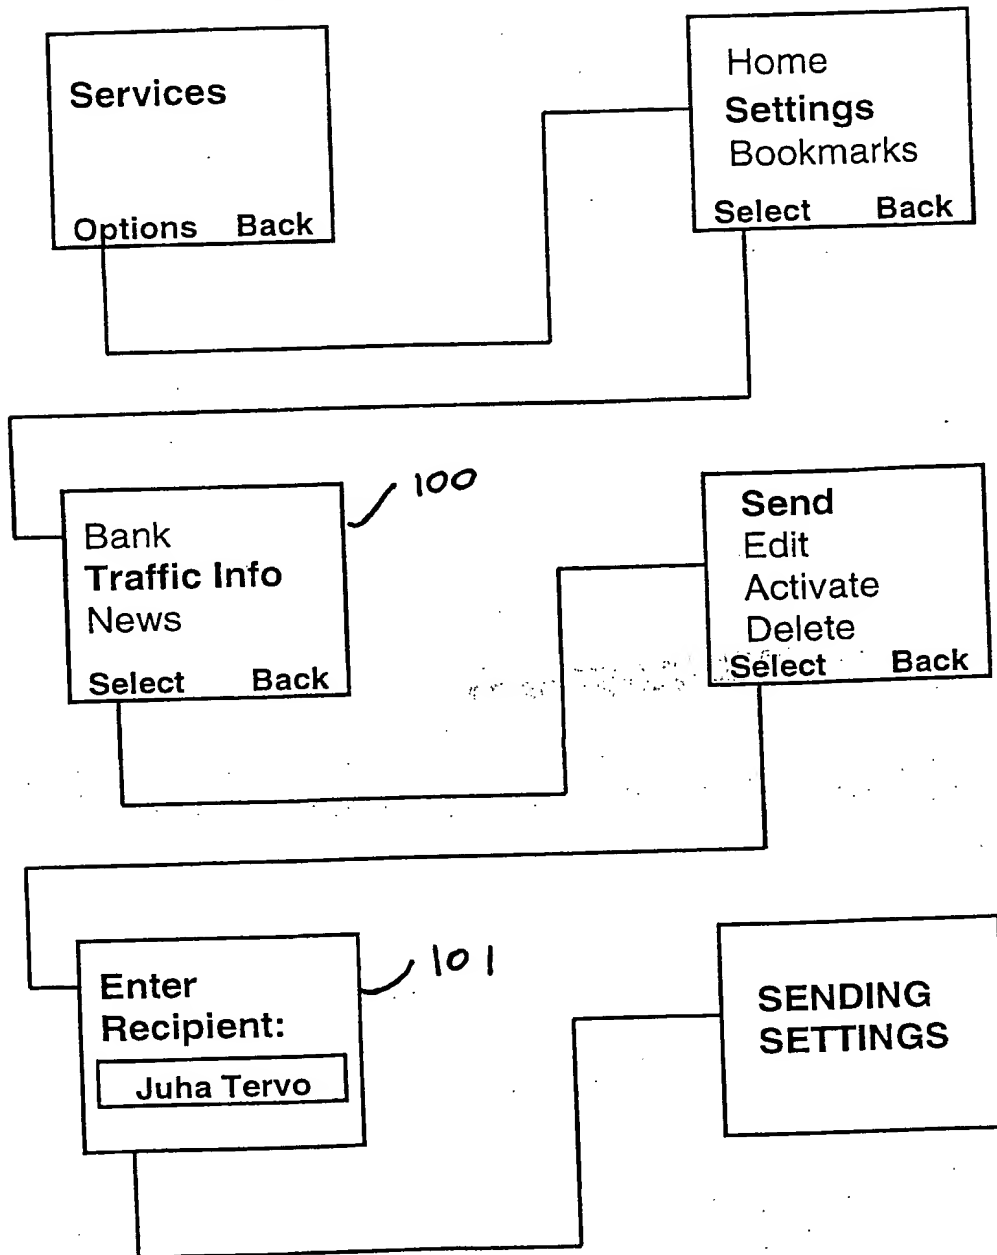 Services
Options Back
Home
Settings
Bookmarks
Select Back
100
Bank
Traffic Info
News
Select Back
Send
Edit
Activate
Delete
Select Back
101
Enter
Recipient:
Juha Tervo
SENDING
SETTINGS